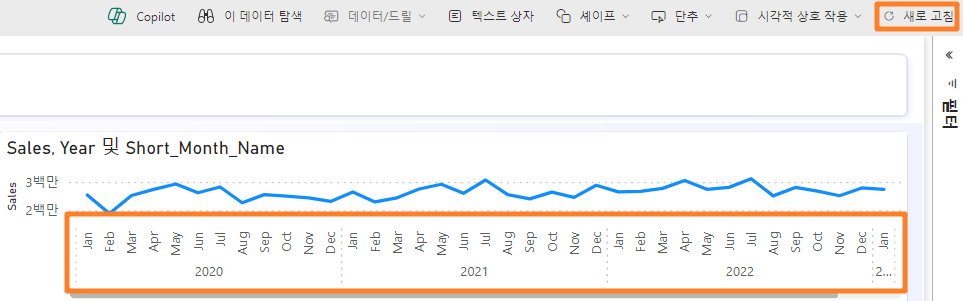 Copilot 이 데이터 탐색 데이터/드릴 텍스트 상자 셰이프 단추 시각적 상호 작용 새로 고침
필터
Sales, Year 및 Short_Month_Name
Sales
3백만
2백만
Jan Feb Mar Apr May Jun Jul Aug Sep Oct Nov Dec Jan Feb Mar Apr May Jun Jul Aug Sep Oct Nov Dec Jan Feb Mar Apr May Jun Jul Aug Sep Oct Nov Dec Jan
2020 2021 2022 2...